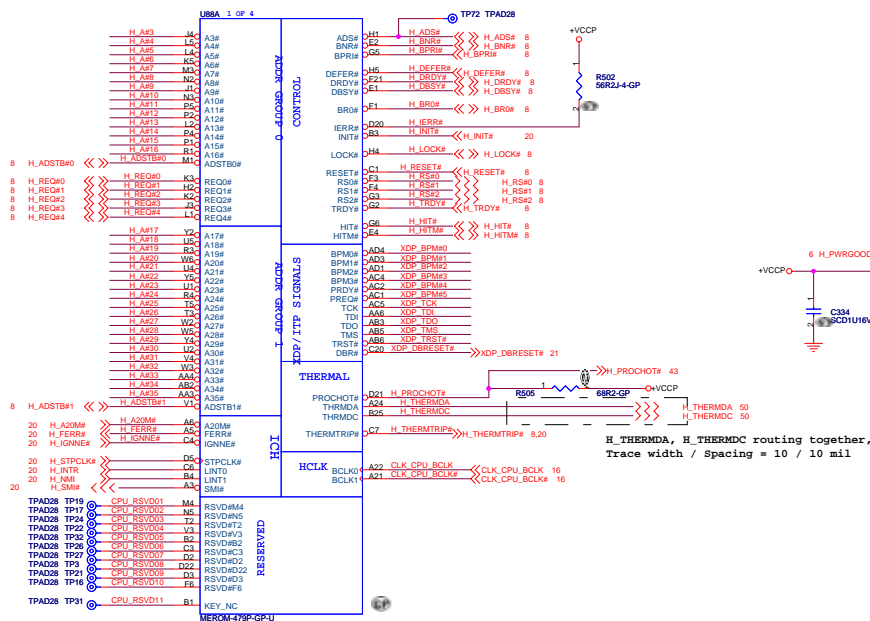 U88A 1 OF 4
TP72 TPAD28
H_A#3 J4 A3# ADS# H1 H_ADS# H_ADS# 8
H_A#4 L5 A4# BNR# E2 H_BNR# H_BNR# 8
H_A#5 L4 A5# BPRI# G5 H_BPRI# H_BPRI# 8
H_A#6 K5 A6#
H_A#7 M3 A7# DEFER# H5 H_DEFER# H_DEFER# 8
H_A#8 N2 A8# DRDY# F21 H_DRDY# H_DRDY# 8
H_A#9 J1 A9# DBSY# E1 H_DBSY# H_DBSY# 8
H_A#10 N3 A10#
H_A#11 P5 A11# BR0# F1 H_BR0# H_BR0# 8
H_A#12 P2 A12#
H_A#13 L2 A13# IERR# D20 H_IERR#
H_A#14 P4 A14# INIT# B3 H_INIT# H_INIT# 20
H_A#15 P1 A15#
H_A#16 R1 A16# LOCK# H4 H_LOCK# H_LOCK# 8
8 H_ADSTB#0 H_ADSTB#0 M1 ADSTB0#
RESET# C1 H_RESET# H_RESET# 8
8 H_REQ#0 H_REQ#0 K3 REQ0# RS0# F3 H_RS#0 H_RS#0 8
8 H_REQ#1 H_REQ#1 H2 REQ1# RS1# F4 H_RS#1 H_RS#1 8
8 H_REQ#2 H_REQ#2 K2 REQ2# RS2# G3 H_RS#2 H_RS#2 8
8 H_REQ#3 H_REQ#3 J3 REQ3# TRDY# G2 H_TRDY# H_TRDY# 8
8 H_REQ#4 H_REQ#4 L1 REQ4#
HIT# G6 H_HIT# H_HIT# 8
HITM# E4 H_HITM# H_HITM# 8
ADDR GROUP 0
CONTROL
+VCCP
1
R502
56R2J-4-GP
2
H_A#17 Y2 A17#
H_A#18 U5 A18#
H_A#19 R3 A19# BPM0# AD4 XDP_BPM#0
H_A#20 W6 A20# BPM1# AD3 XDP_BPM#1
H_A#21 U4 A21# BPM2# AD1 XDP_BPM#2
H_A#22 Y5 A22# BPM3# AC4 XDP_BPM#3
H_A#23 U1 A23# PRDY# AC2 XDP_BPM#4
H_A#24 R4 A24# PREQ# AC1 XDP_BPM#5
H_A#25 T5 A25# TCK AC5 XDP_TCK
H_A#26 T3 A26# TDI AA6 XDP_TDI
H_A#27 W2 A27# TDO AB3 XDP_TDO
H_A#28 W5 A28# TMS AB5 XDP_TMS
H_A#29 Y4 A29# TRST# AB6 XDP_TRST#
H_A#30 U2 A30# DBR# C20 XDP_DBRESET# XDP_DBRESET# 21
H_A#31 V4 A31#
H_A#32 W3 A32#
H_A#33 AA4 A33#
H_A#34 AB2 A34#
H_A#35 AA3 A35#
8 H_ADSTB#1 H_ADSTB#1 V1 ADSTB1#
ADDR GROUP 1
XDP/ITP SIGNALS
6 H_PWRGOOD
+VCCP
1
C334
SCD1U16V
2
THERMAL
H_PROCHOT# 43
PROCHOT# D21 H_PROCHOT# R505 1 68R2-GP +VCCP
THRMDA A24 H_THERMDA H_THERMDA 50
THRMDC B25 H_THERMDC H_THERMDC 50
THERMTRIP# C7 H_THERMTRIP# H_THERMTRIP# 8,20
H_THERMDA, H_THERMDC routing together,
Trace width / Spacing = 10 / 10 mil
20 H_A20M# H_A20M# A6 A20M#
20 H_FERR# H_FERR# A5 FERR#
20 H_IGNNE# H_IGNNE# C4 IGNNE#
20 H_STPCLK# D5 STPCLK#
20 H_INTR C6 LINT0
20 H_NMI B4 LINT1
20 H_SMI# A3 SMI#
ICH
HCLK
BCLK0 A22 CLK_CPU_BCLK CLK_CPU_BCLK 16
BCLK1 A21 CLK_CPU_BCLK# CLK_CPU_BCLK# 16
TPAD28 TP19 CPU_RSVD01 M4 RSVD#M4
TPAD28 TP17 CPU_RSVD02 N5 RSVD#N5
TPAD28 TP24 CPU_RSVD03 T2 RSVD#T2
TPAD28 TP22 CPU_RSVD04 V3 RSVD#V3
TPAD28 TP32 CPU_RSVD05 B2 RSVD#B2
TPAD28 TP26 CPU_RSVD06 C3 RSVD#C3
TPAD28 TP27 CPU_RSVD07 D2 RSVD#D2
TPAD28 TP3 CPU_RSVD08 D22 RSVD#D22
TPAD28 TP21 CPU_RSVD09 D3 RSVD#D3
TPAD28 TP16 CPU_RSVD10 F6 RSVD#F6
TPAD28 TP31 CPU_RSVD11 B1 KEY_NC
RESERVED
MEROM-479P-GP-U
CP